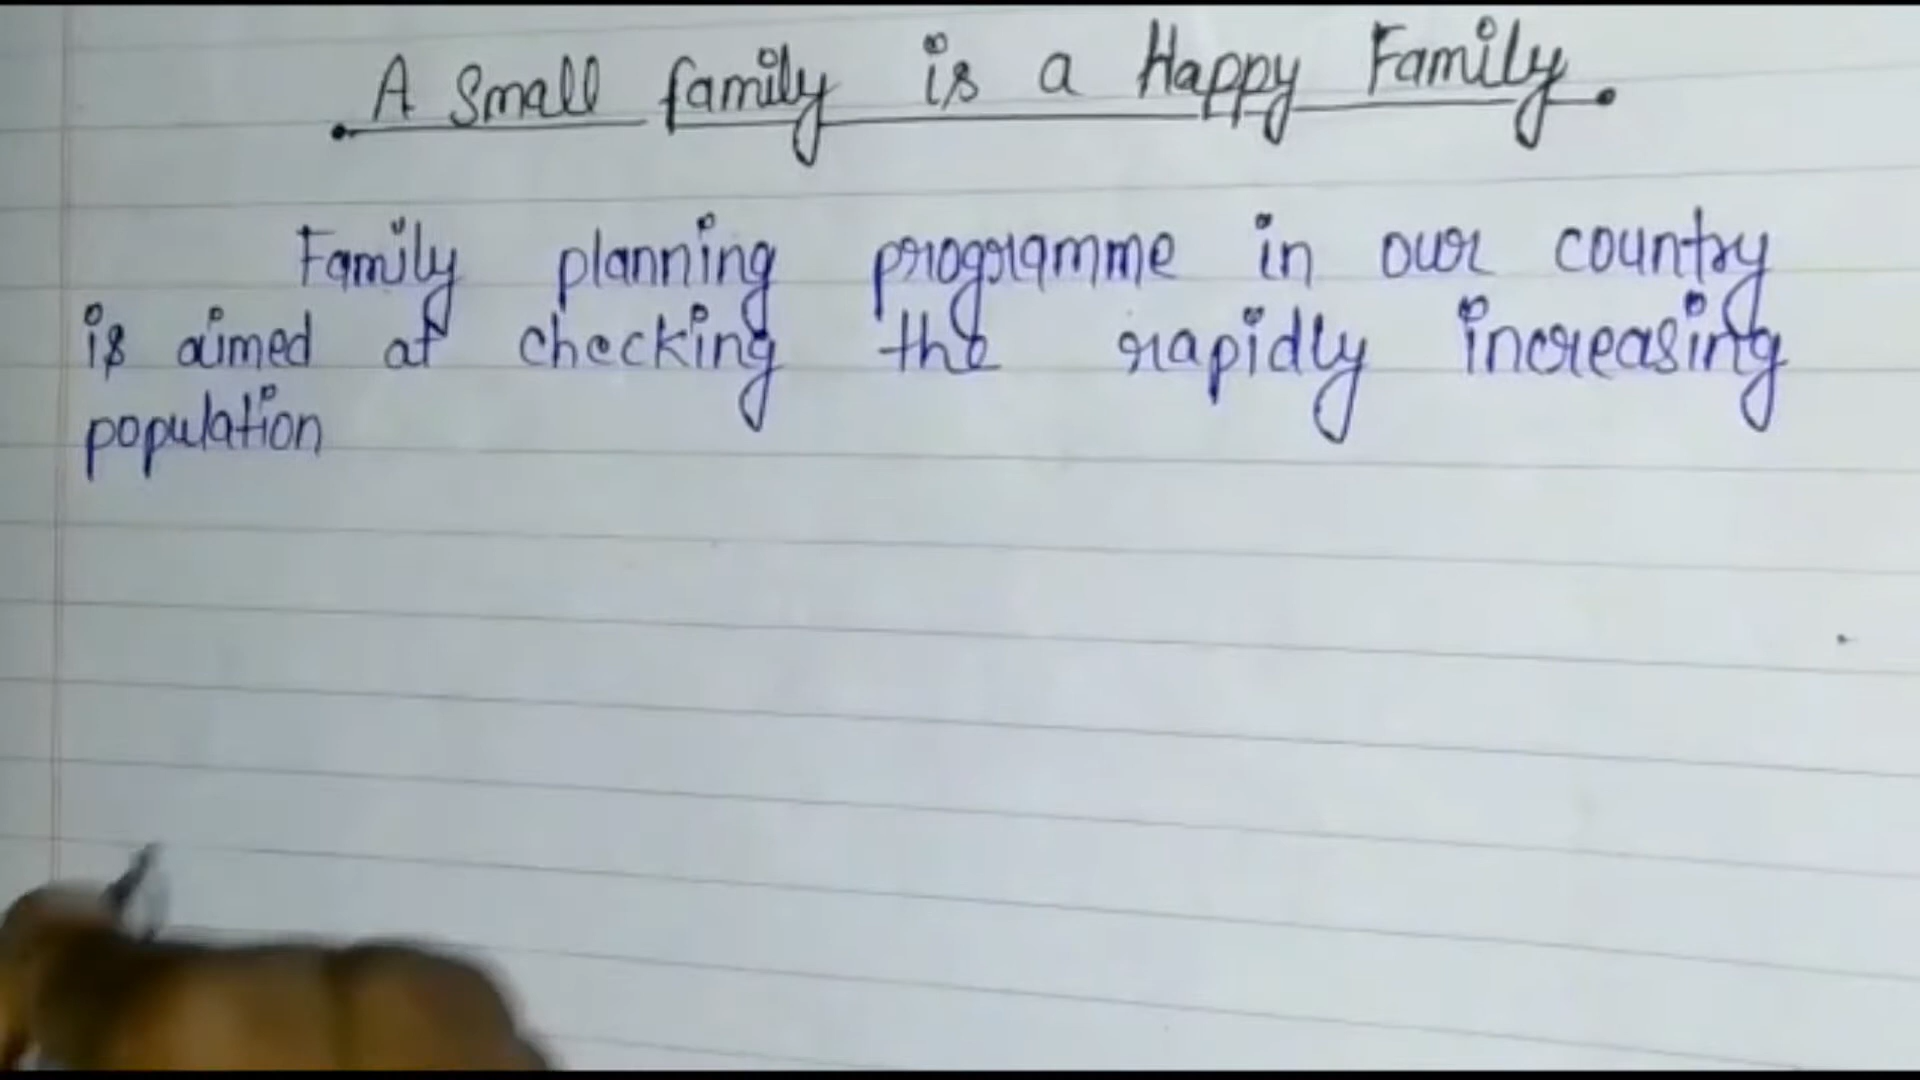 A Small family is a Happy Family.
Family planning programme in our country
is aimed at checking the rapidly increasing
population